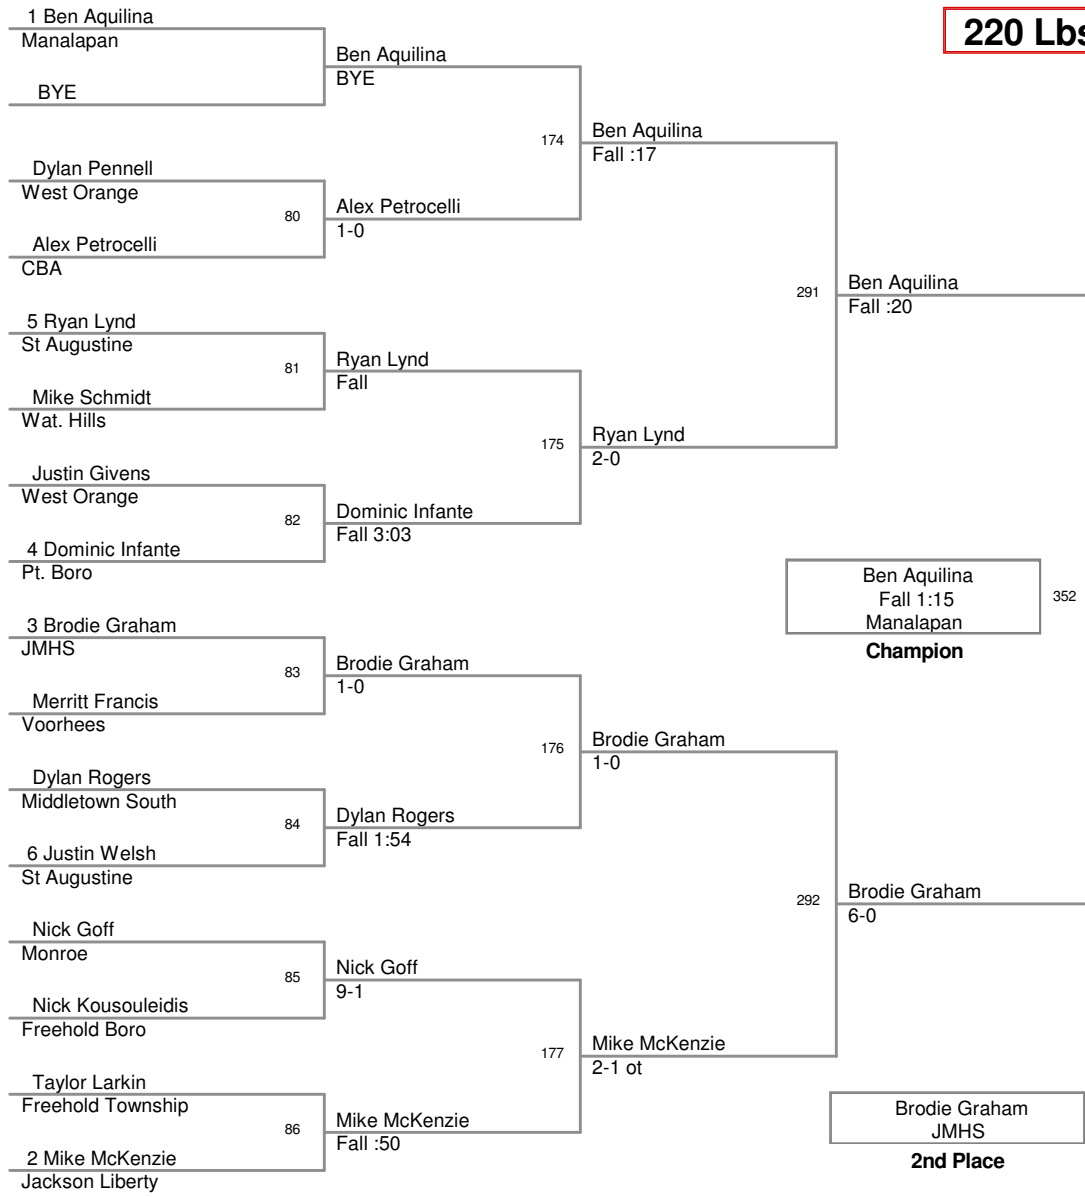 1 Ben Aquilina
Manalapan
BYE
Dylan Pennell
West Orange
Alex Petrocelli
CBA
5 Ryan Lynd
St Augustine
Mike Schmidt
Wat. Hills
Justin Givens
West Orange
4 Dominic Infante
Pt. Boro
3 Brodie Graham
JMHS
Merritt Francis
Voorhees
Dylan Rogers
Middletown South
6 Justin Welsh
St Augustine
Nick Goff
Monroe
Nick Kousouleidis
Freehold Boro
Taylor Larkin
Freehold Township
2 Mike McKenzie
Jackson Liberty
80
81
82
83
84
85
86
Ben Aquilina
BYE
Alex Petrocelli
1-0
Ryan Lynd
Fall
Dominic Infante
Fall 3:03
Brodie Graham
1-0
Dylan Rogers
Fall 1:54
Nick Goff
9-1
Mike McKenzie
Fall :50
174
175
176
177
Ben Aquilina
Fall :17
Ryan Lynd
2-0
Brodie Graham
1-0
Mike McKenzie
2-1 ot
291
292
220 Lbs
Ben Aquilina
Fall :20
Ben Aquilina
Fall 1:15
Manalapan
352
Champion
Brodie Graham
6-0
Brodie Graham
JMHS
2nd Place